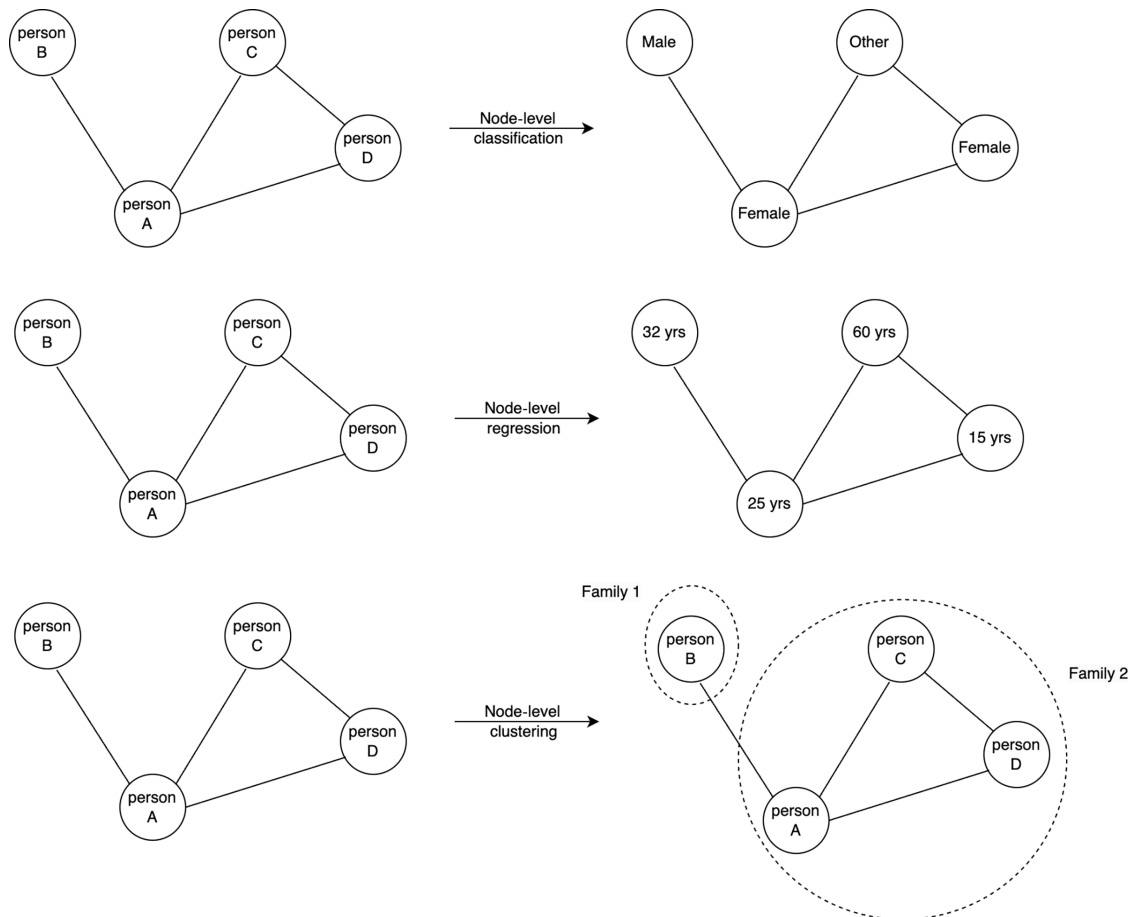 person
B
person
C
person
D
person
A
Node-level
classification
Male
Other
Female
Female
person
B
person
C
person
D
person
A
Node-level
regression
32 yrs
60 yrs
15 yrs
25 yrs
person
B
person
C
person
D
person
A
Node-level
clustering
Family 1
person
B
person
C
Family 2
person
D
person
A